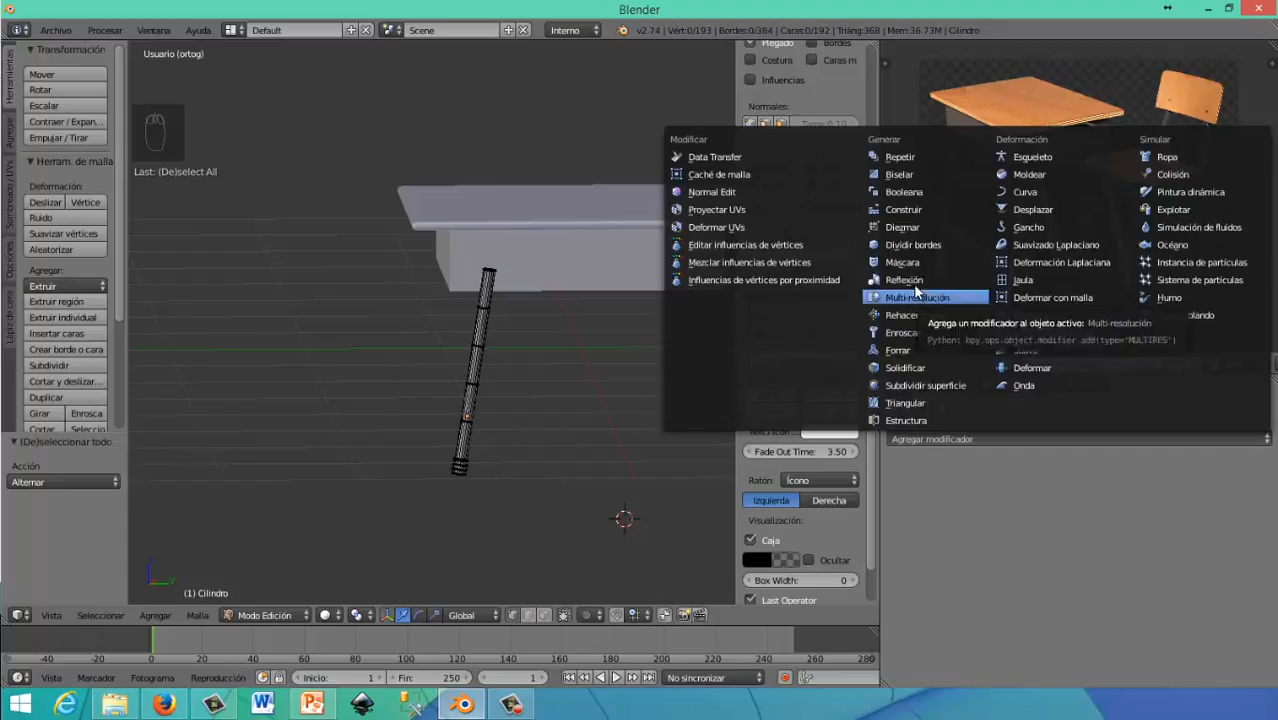 Blender
Archivo Procesar Ventana Ayuda Default Scene Interno v2.74 | Vért:0/193 | Bordes:0/384 | Caras:0/192 | Triáng:368 | Mem:36.73M | Cilindro
Herramientas
Agregar
Sombreado / UVs
Opciones
Lápiz de cera
Transformación
Mover
Rotar
Escalar
Contraer / Expan...
Empujar / Tirar
Herram. de malla
Deformación:
Deslizar Vértice
Ruido
Suavizar vértices
Aleatorizar
Agregar:
Extruir
Extruir región
Extruir individual
Insertar caras
Crear borde o cara
Subdividir
Cortar y deslizar...
Duplicar
Girar Enrosca
Cortar Seleccio
(De)seleccionar todo
Acción
Alternar
Usuario (ortog)
Last: (De)select All
(1) Cilindro
Plegado Bordes
Costura Caras m
Influencias
Normales:
Modificar
Data Transfer
Caché de malla
Normal Edit
Proyectar UVs
Deformar UVs
Editar influencias de vértices
Mezclar influencias de vértices
Influencias de vértices por proximidad
Generar
Repetir
Biselar
Booleana
Construir
Diezmar
Dividir bordes
Máscara
Reflexión
Multi-resolución
Rehacer
Enrosca
Forrar
Solidificar
Subdividir superficie
Triangular
Estructura
Deformación
Esqueleto
Moldear
Curva
Desplazar
Gancho
Suavizado Laplaciano
Deformación Laplaciana
Jaula
Deformar con malla
Deformar
Onda
Simular
Ropa
Colisión
Pintura dinámica
Explotar
Simulación de fluidos
Océano
Instancia de partículas
Sistema de partículas
Humo
blando
Agrega un modificador al objeto activo: Multi-resolución
Python: bpy.ops.object.modifier_add(type='MULTIRES')
Agregar modificador
Fade Out Time: 3.50
Ratón: Ícono
Izquierda Derecha
Visualización:
Caja
Ocultar
Box Width: 0
Last Operator
Vista Seleccionar Agregar Malla Modo Edición Global
-40 -20 0 20 40 60 80 100 120 140 160 180 200 220 240 260 280
Vista Marcador Fotograma Reproducción Inicio: 1 Fin: 250 1 No sincronizar